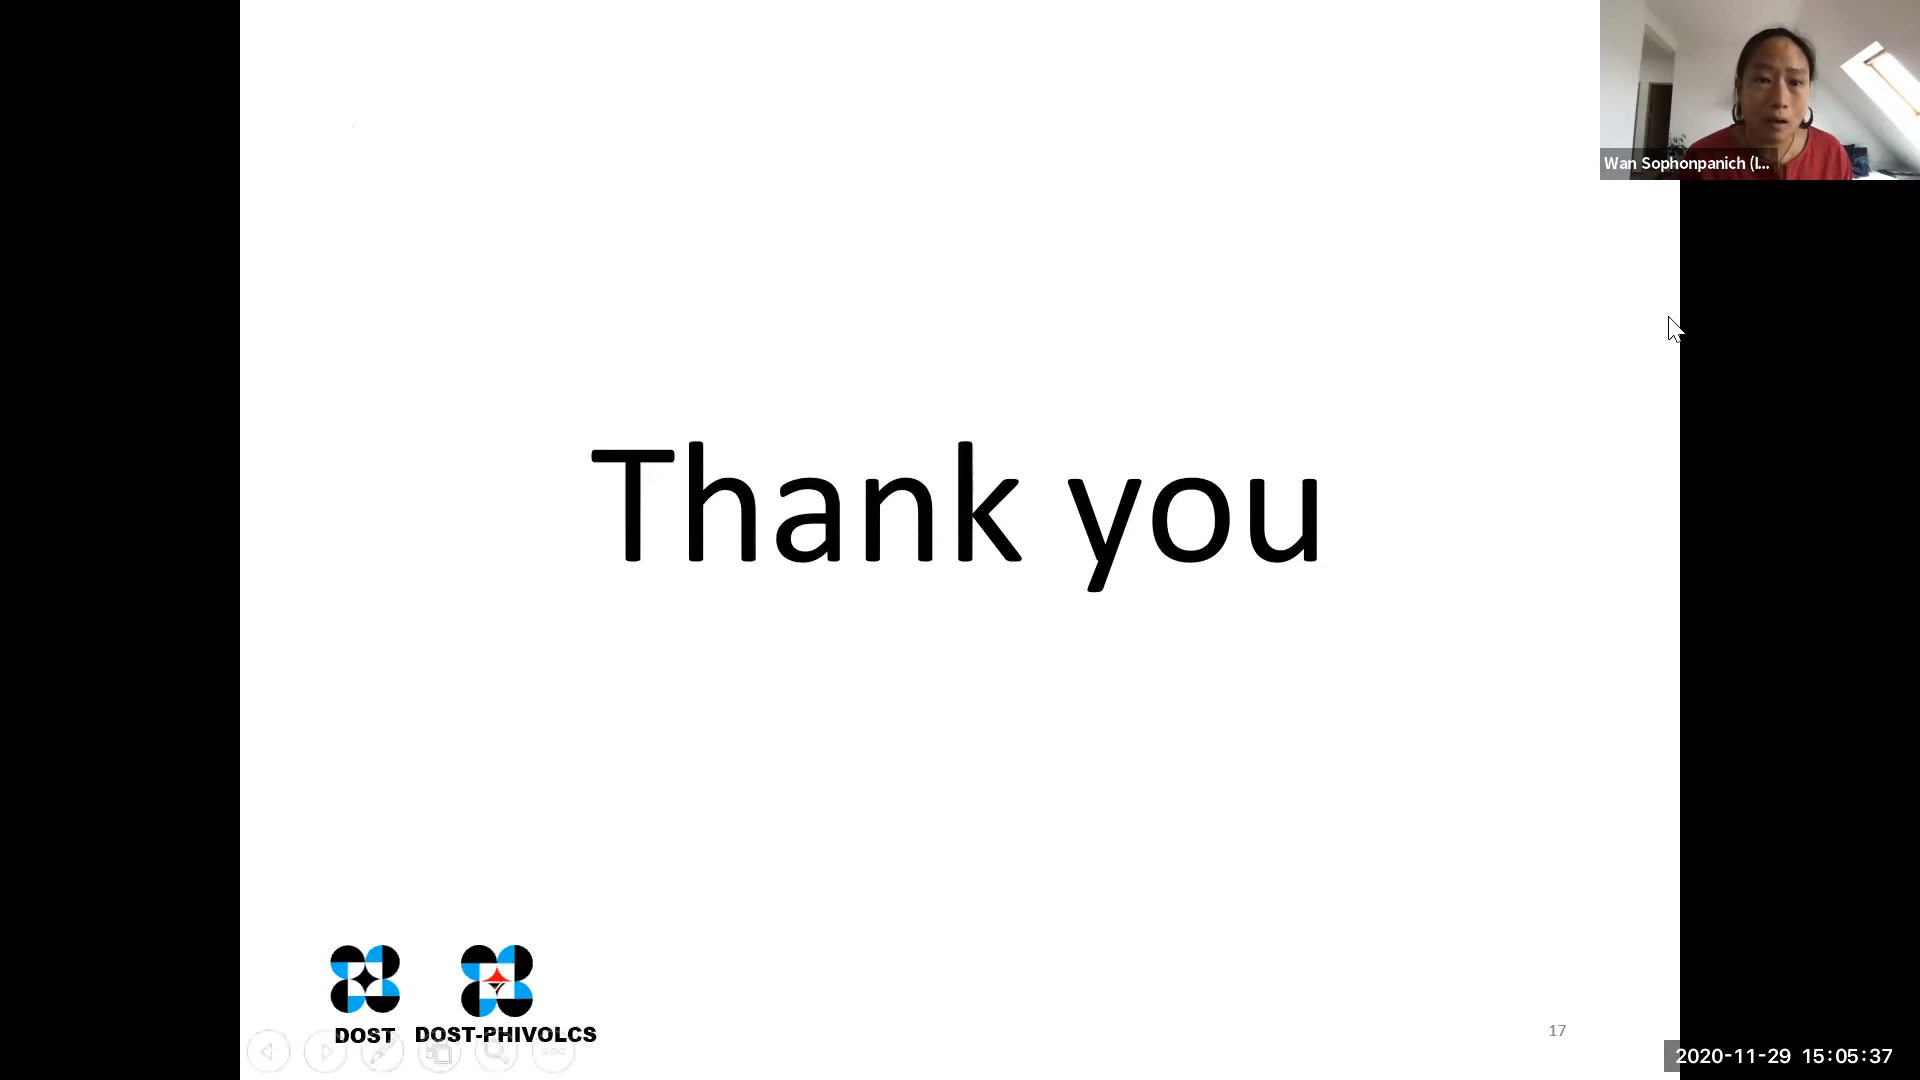 Wan Sophonpanich (I...
Thank you
DOST DOST-PHIVOLCS
17
2020-11-29 15:05:37